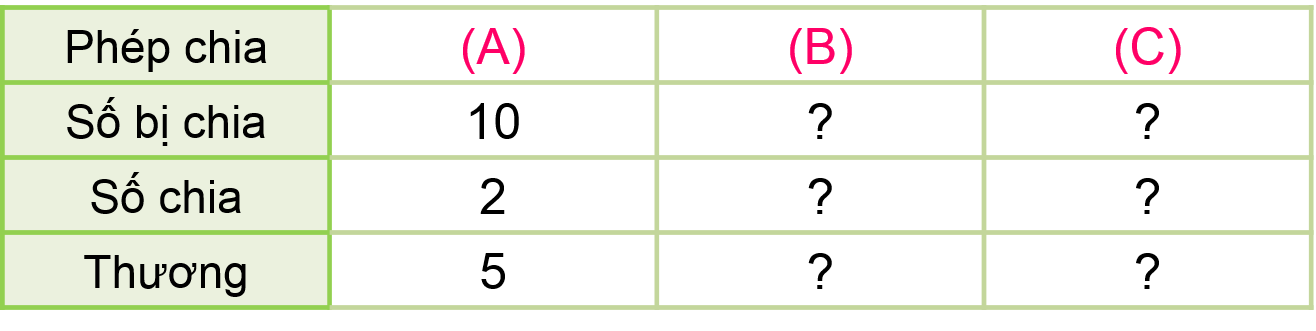 Phép chia (A) (B) (C)
Số bị chia 10 ? ?
Số chia 2 ? ?
Thương 5 ? ?